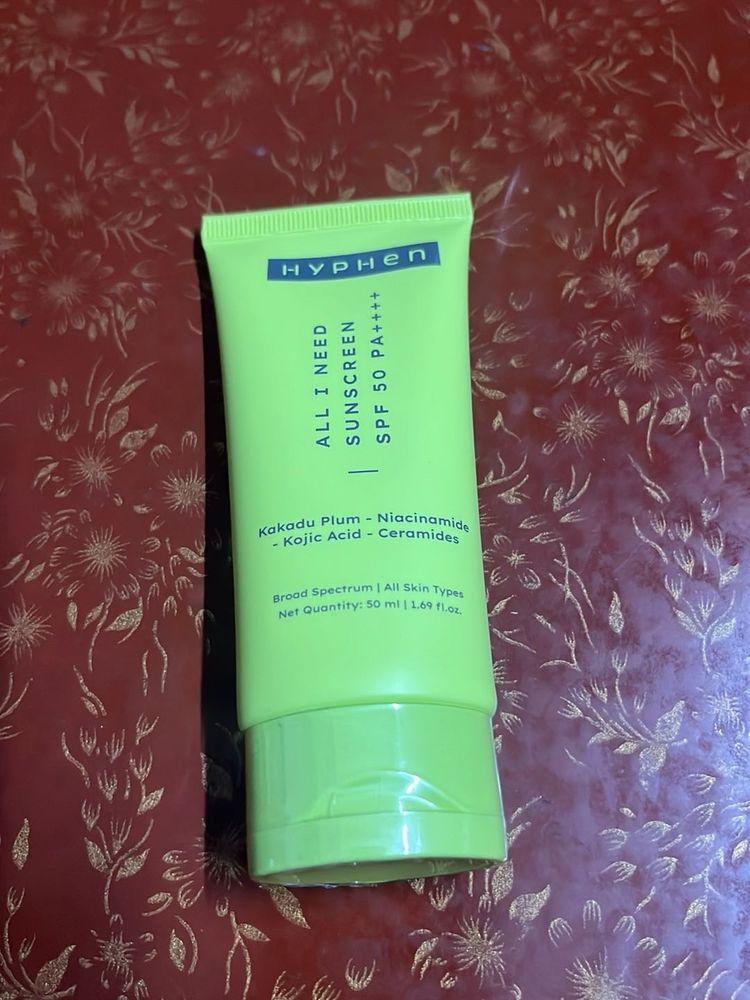 HYPHen
ALL I NEED
SUNSCREEN
SPF 50 PA++++
Kakadu Plum - Niacinamide
- Kojic Acid - Ceramides
Broad Spectrum | All Skin Types
Net Quantity: 50 ml | 1.69 fl.oz.